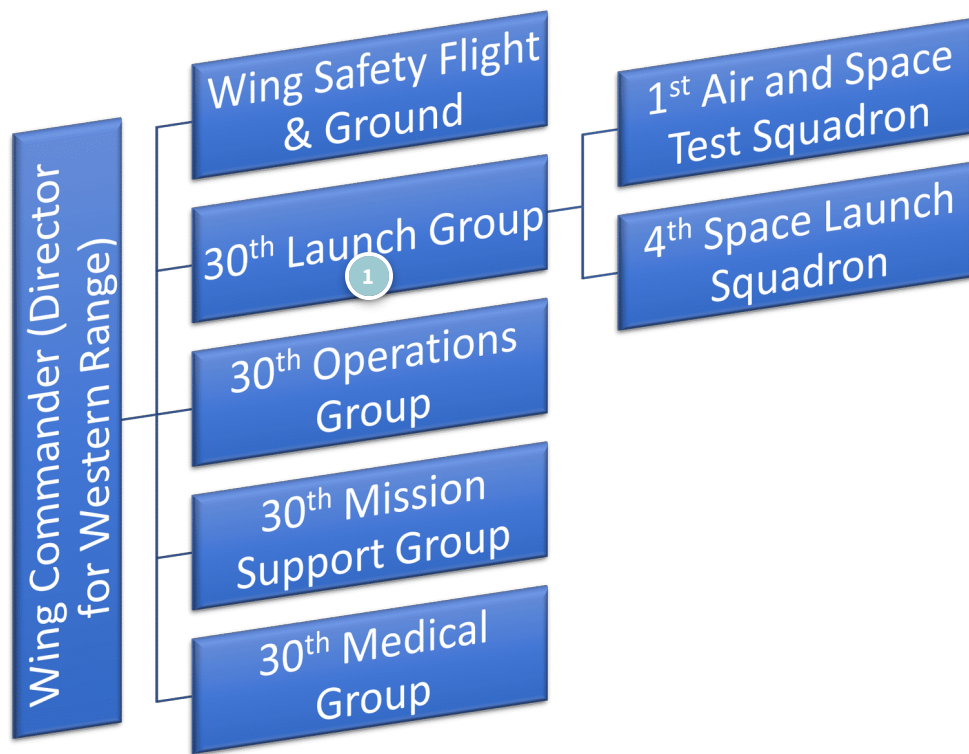 Wing Commander (Director
for Western Range)
Wing Safety Flight
& Ground
30th Launch Group
1
30th Operations
Group
30th Mission
Support Group
30th Medical
Group
1st Air and Space
Test Squadron
4th Space Launch
Squadron